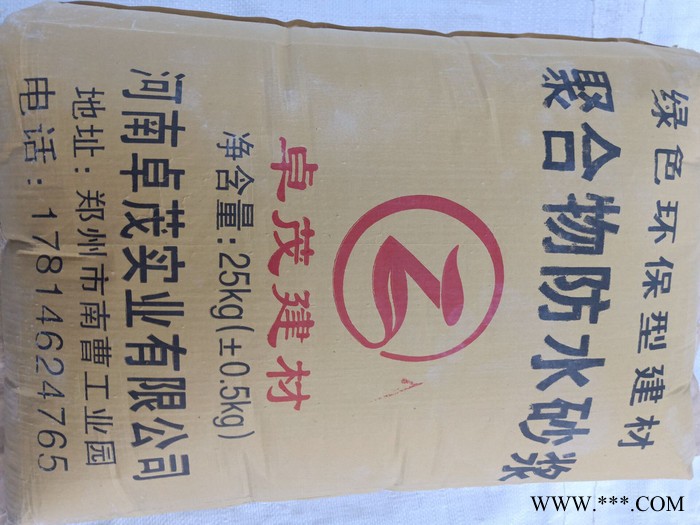 绿色环保型建材
聚合物防水砂浆
Z
卓茂建材
净含量:25kg(±0.5kg)
河南卓茂实业有限公司
地址:郑州市南曹工业园
电话:17814624765
WWW.***.COM